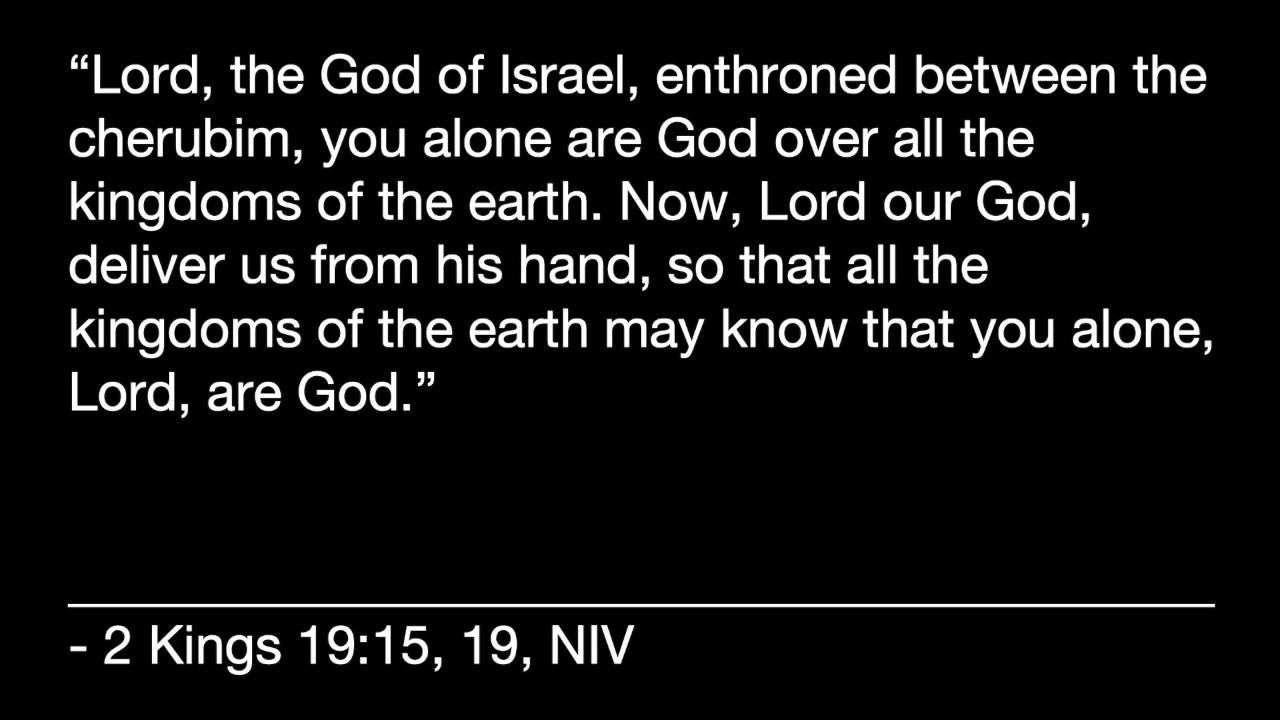 “Lord, the God of Israel, enthroned between the
cherubim, you alone are God over all the
kingdoms of the earth. Now, Lord our God,
deliver us from his hand, so that all the
kingdoms of the earth may know that you alone,
Lord, are God.”
- 2 Kings 19:15, 19, NIV